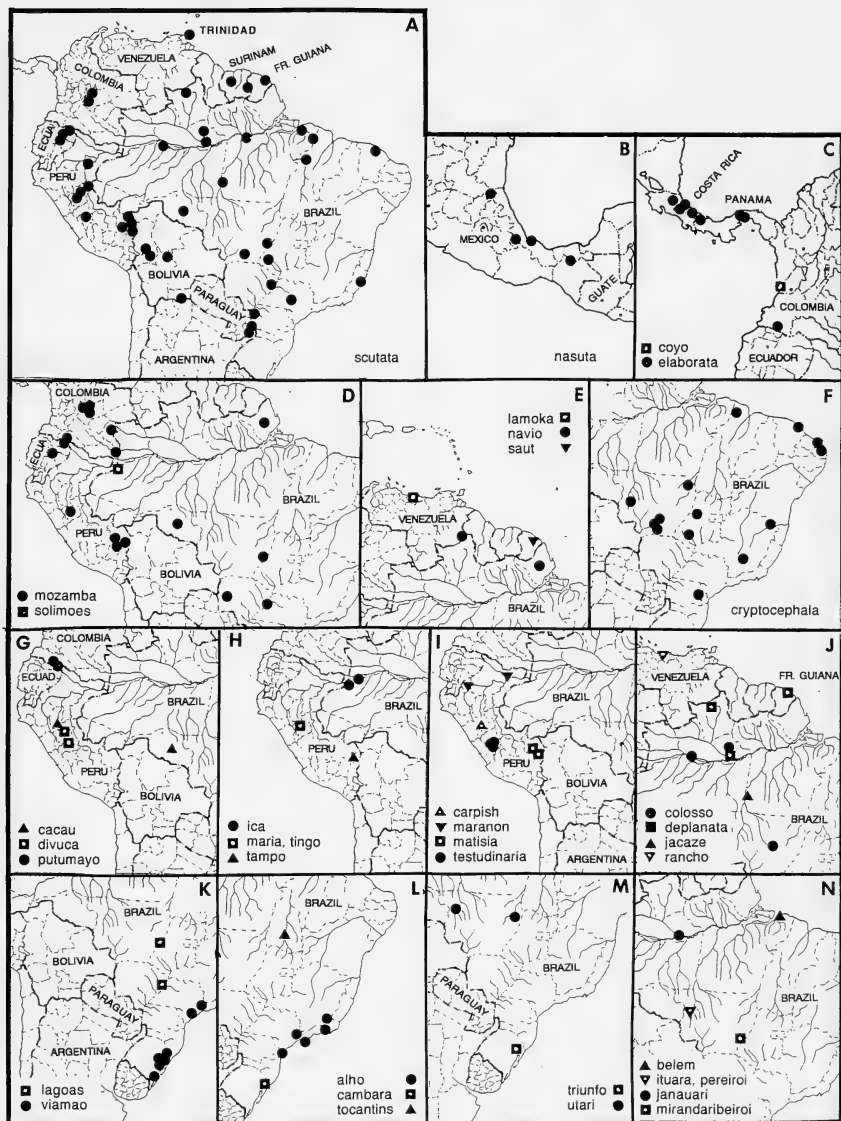 A
TRINIDAD
VENEZUELA
SURINAM
FR. GUIANA
COLOMBIA
ECUA
PERU
BRAZIL
BOLIVIA
PARAGUAY
ARGENTINA
scutata
B
MEXICO
GUATE
nasuta
C
COSTA RICA
PANAMA
COLOMBIA
ECUADOR
coyo
elaborata
D
COLOMBIA
ECUA
BRAZIL
PERU
BOLIVIA
mozamba
solimoes
E
lamoka
navio
saut
VENEZUELA
BRAZIL
F
BRAZIL
cryptocephala
G
COLOMBIA
ECUAD
BRAZIL
PERU
BOLIVIA
cacau
divuca
putumayo
H
BRAZIL
PERU
BOLIVIA
ica
maria, tingo
tampo
I
BRAZIL
PERU
BOLIVIA
ARGENTINA
carpish
maranon
matisia
testudinaria
J
VENEZUELA
FR. GUIANA
BRAZIL
colosso
deplanata
jacaze
rancho
K
BRAZIL
BOLIVIA
PARAGUAY
ARGENTINA
lagoas
viamao
L
BRAZIL
alho
cambara
tocantins
M
BRAZIL
PARAGUAY
triunfo
utari
N
BRAZIL
belem
ituara, pereiroi
janauari
mirandaribeiroi